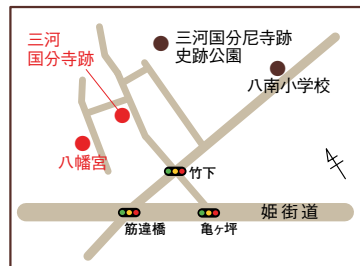 三河
国分寺跡
三河国分尼寺跡
史跡公園
八南小学校
八幡宮
竹下
姫街道
筋違橋
亀ヶ坪